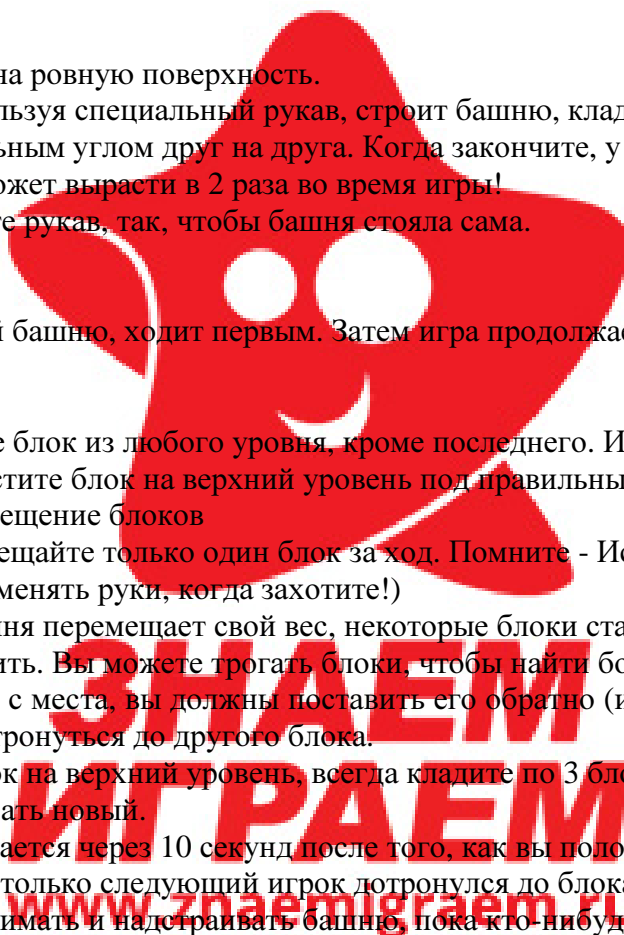 на ровную поверхность.
льзуя специальный рукав, строит башню, клад
ьным углом друг на друга. Когда закончите, у
ожет вырасти в 2 раза во время игры!
е рукав, так, чтобы башня стояла сама.
й башню, ходит первым. Затем игра продолжае
е блок из любого уровня, кроме последнего. И
стите блок на верхний уровень под правильны
ещение блоков
ещайте только один блок за ход. Помните - Ис
менять руки, когда захотите!)
ня перемещает свой вес, некоторые блоки ста
ить. Вы можете трогать блоки, чтобы найти бо
с места, вы должны поставить его обратно (и
тронуться до другого блока.
ок на верхний уровень, всегда кладите по 3 бло
ать новый.
ается через 10 секунд после того, как вы поло
только следующий игрок дотронулся до блока
нимать и надстраивать башню, пока кто-нибуд
ЗНАЕМ
ИГРАЕМ
www.znaemigraem.ru